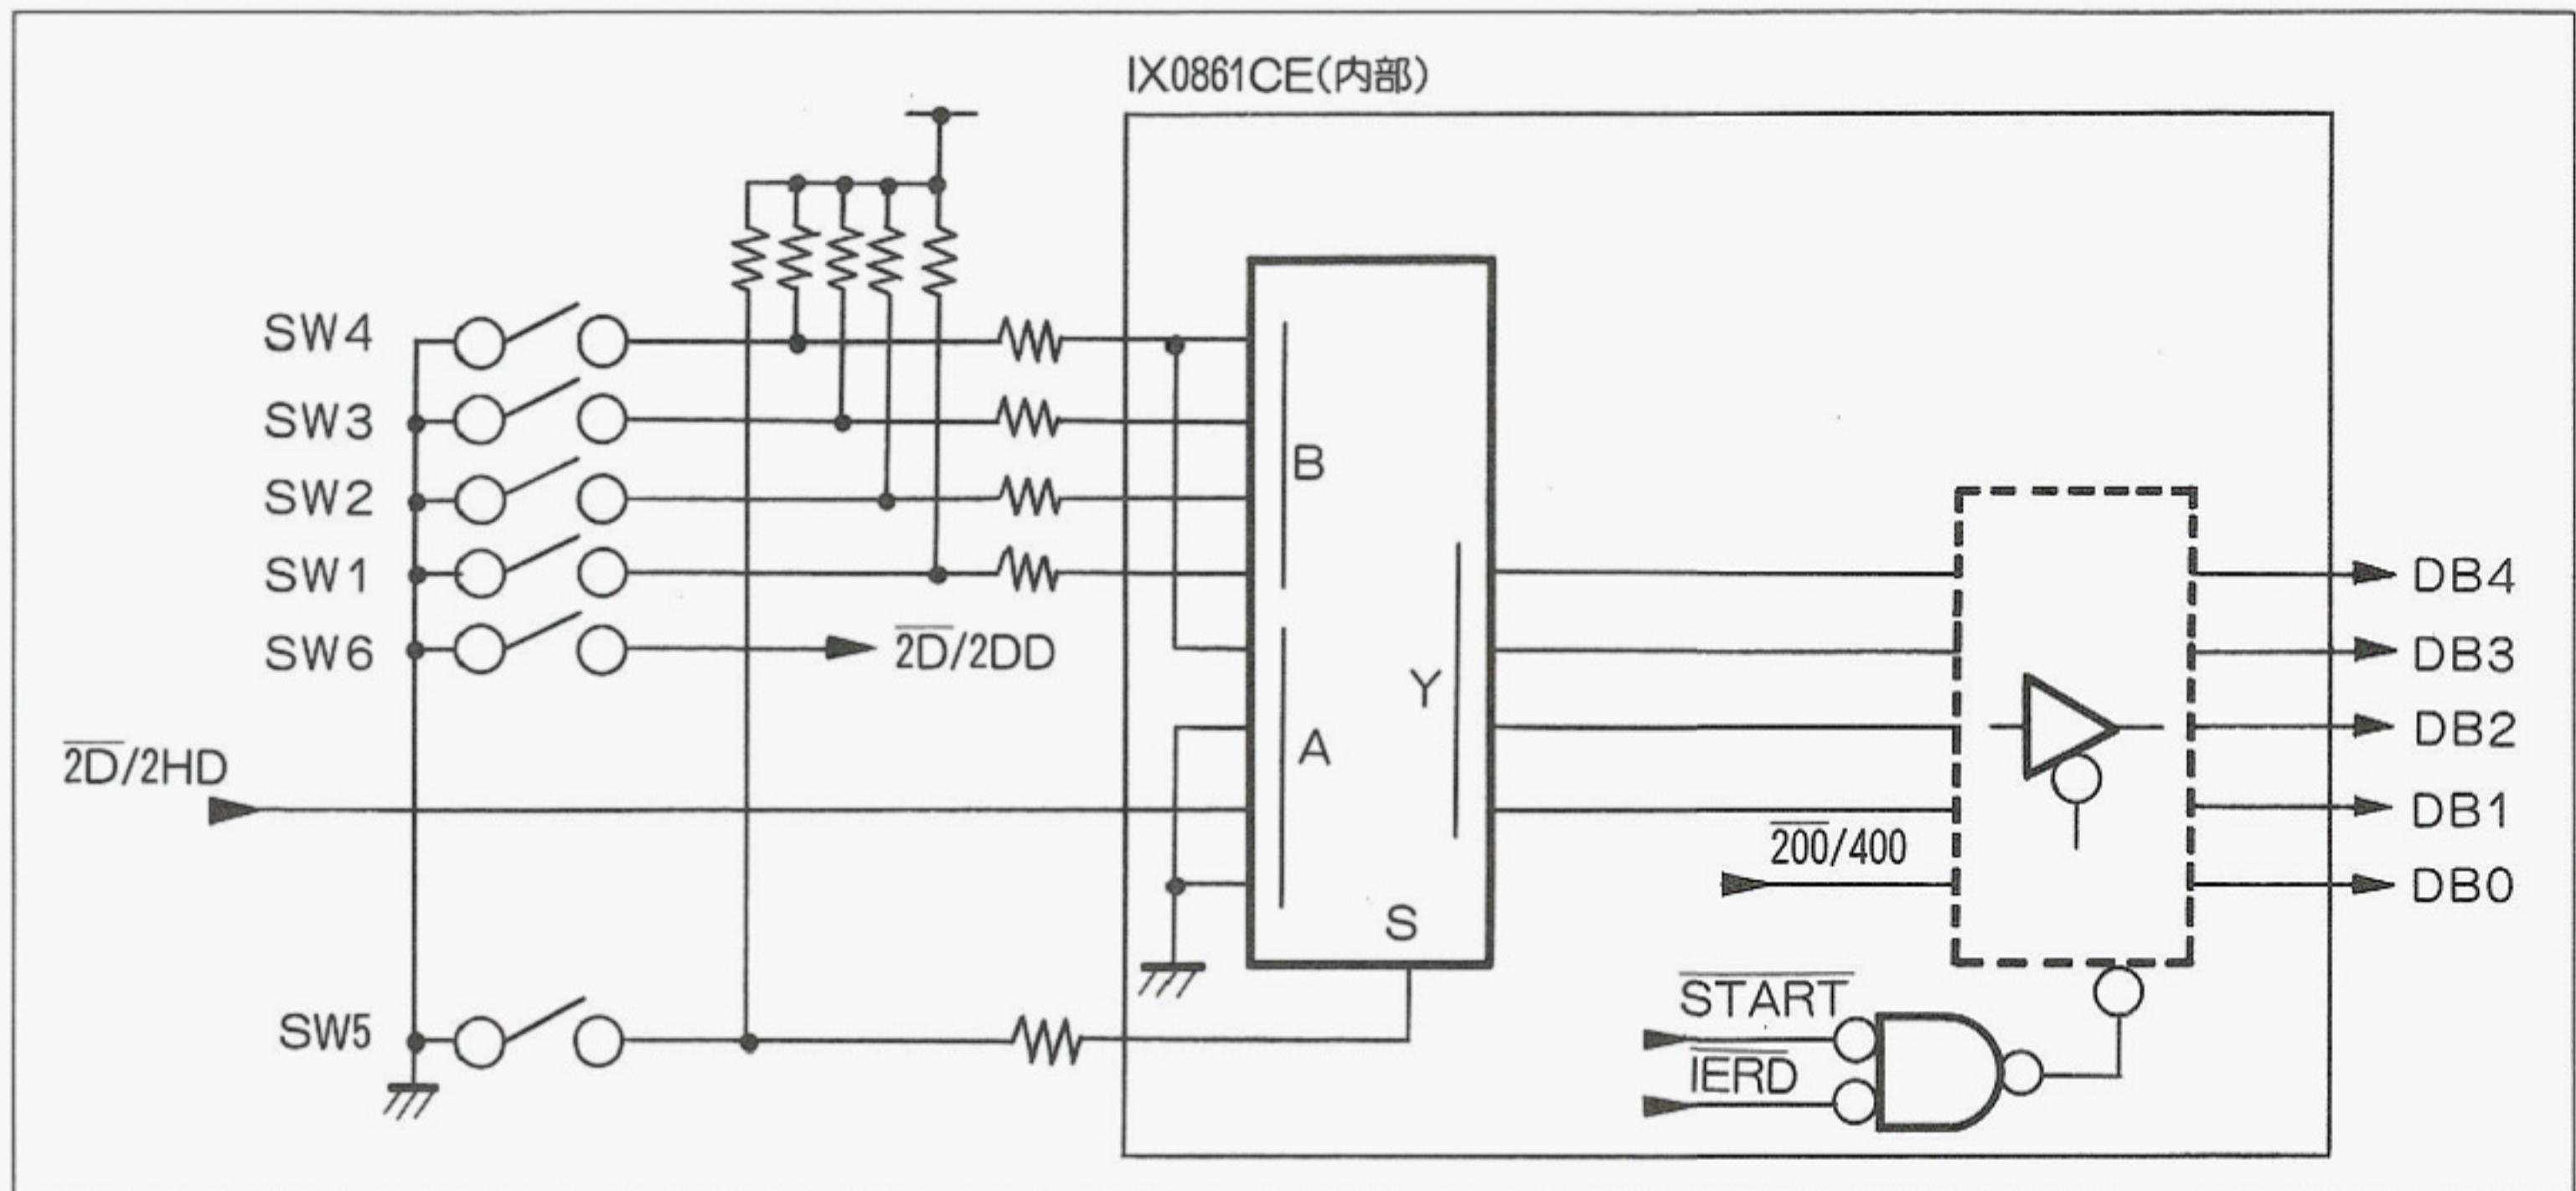 IX0861CE(内部)
SW4
SW3
B
SW2
SW1
DB4
SW6
2D/2DD
DB3
Y
A
DB2
2D/2HD
DB1
200/400
DB0
S
START
SW5
IERD